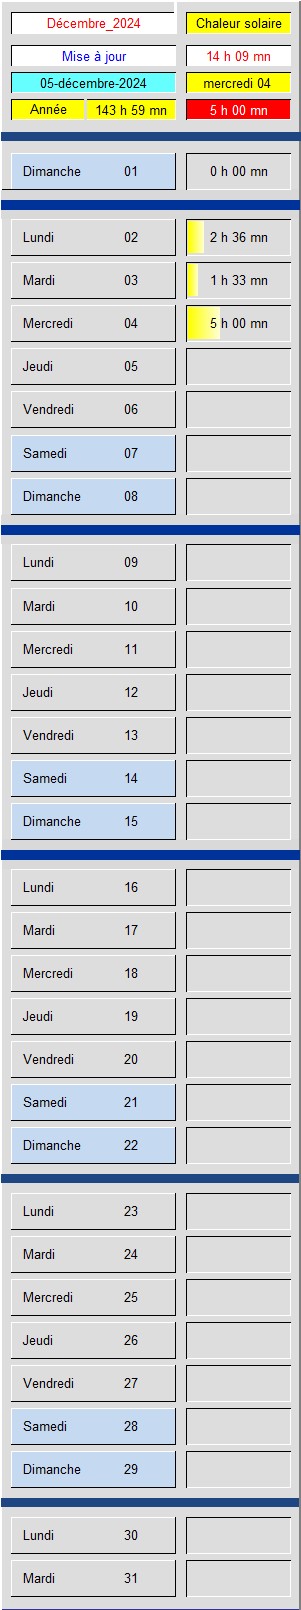 Décembre_2024 Chaleur solaire
Mise à jour 14 h 09 mn
05-décembre-2024 mercredi 04
Année 143 h 59 mn 5 h 00 mn
Dimanche 01 0 h 00 mn
Lundi 02 2 h 36 mn
Mardi 03 1 h 33 mn
Mercredi 04 5 h 00 mn
Jeudi 05
Vendredi 06
Samedi 07
Dimanche 08
Lundi 09
Mardi 10
Mercredi 11
Jeudi 12
Vendredi 13
Samedi 14
Dimanche 15
Lundi 16
Mardi 17
Mercredi 18
Jeudi 19
Vendredi 20
Samedi 21
Dimanche 22
Lundi 23
Mardi 24
Mercredi 25
Jeudi 26
Vendredi 27
Samedi 28
Dimanche 29
Lundi 30
Mardi 31